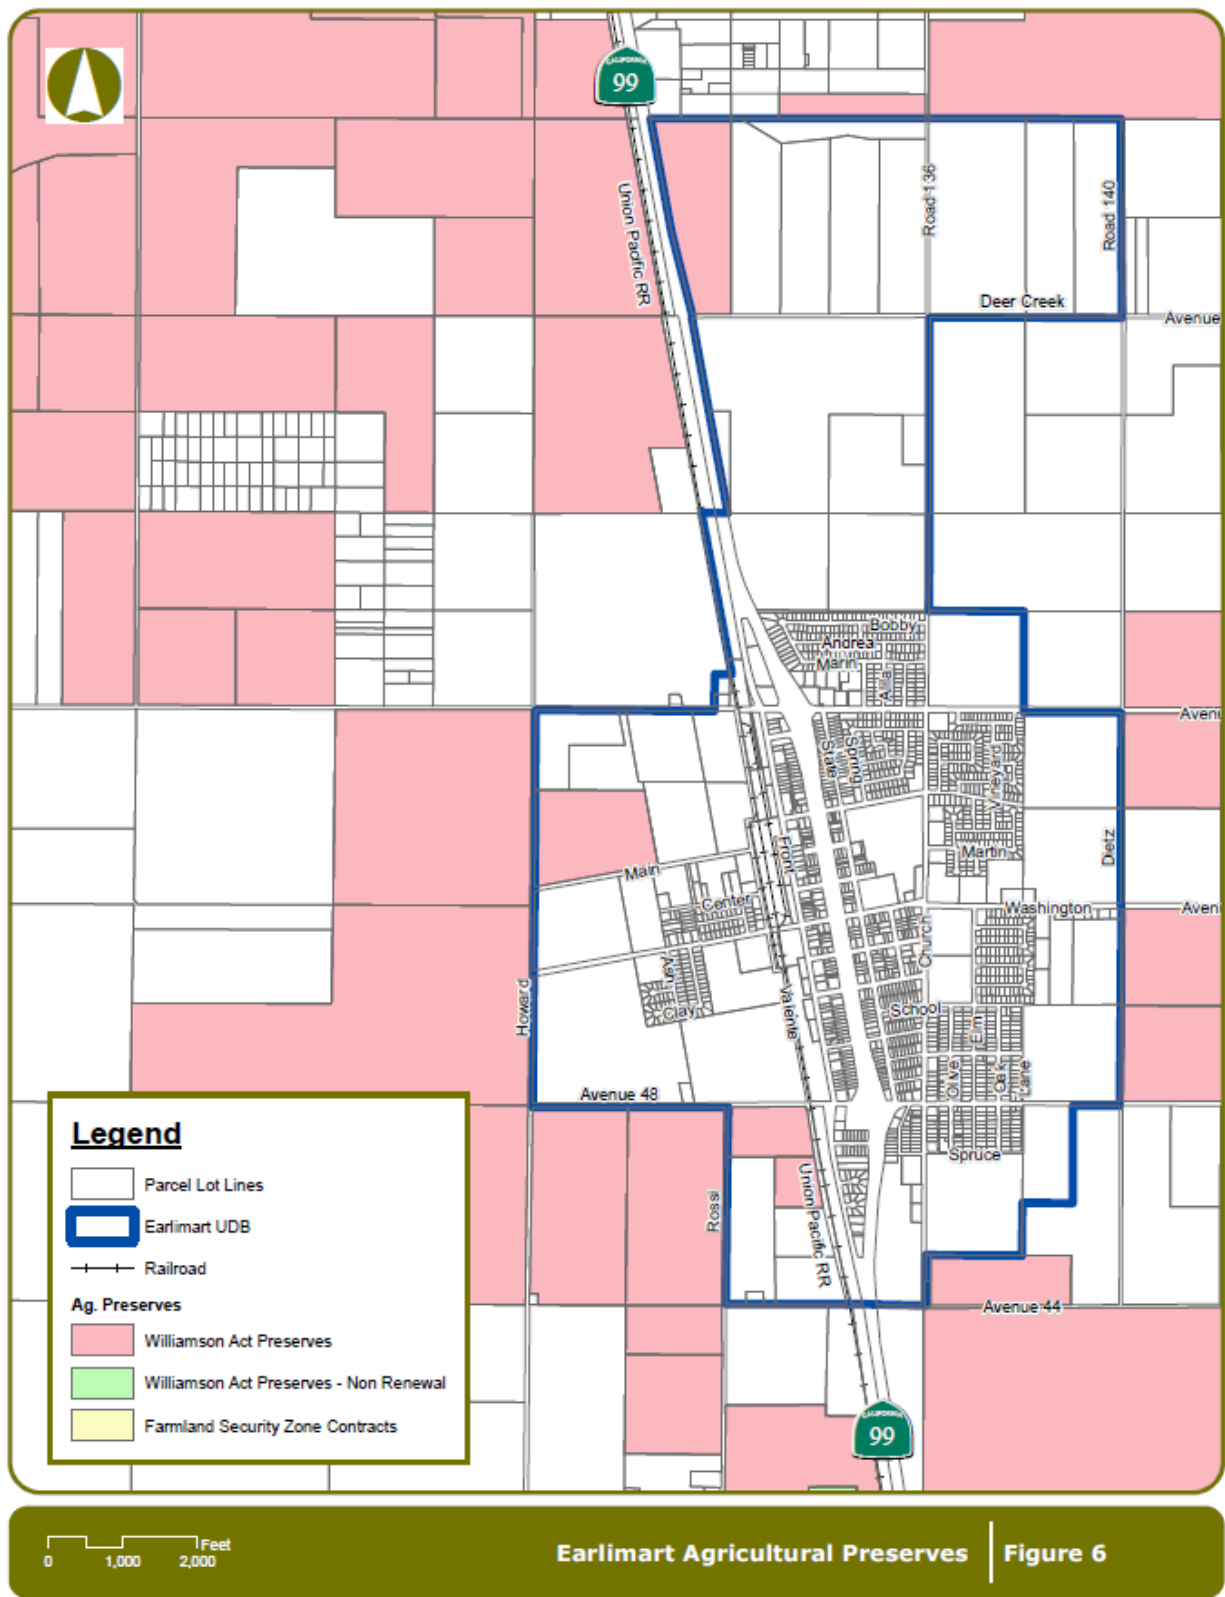 CALIFORNIA
99
Union Pacific RR
Road 136
Road 140
Deer Creek
Avenue
Bobby
Andrea
Marin
Alila
Avenu
State
Spring
Vineyard
Front
Martin
Dietz
Main
Center
Washington
Aven
Church
Ash
Howard
Valente
Clay
School
Elm
Olive
Oak
Lane
Avenue 48
Spruce
Rossi
Union Pacific RR
Avenue 44
CALIFORNIA
99
Legend
Parcel Lot Lines
Earlimart UDB
Railroad
Ag. Preserves
Williamson Act Preserves
Williamson Act Preserves - Non Renewal
Farmland Security Zone Contracts
Feet
0 1,000 2,000
Earlimart Agricultural Preserves Figure 6